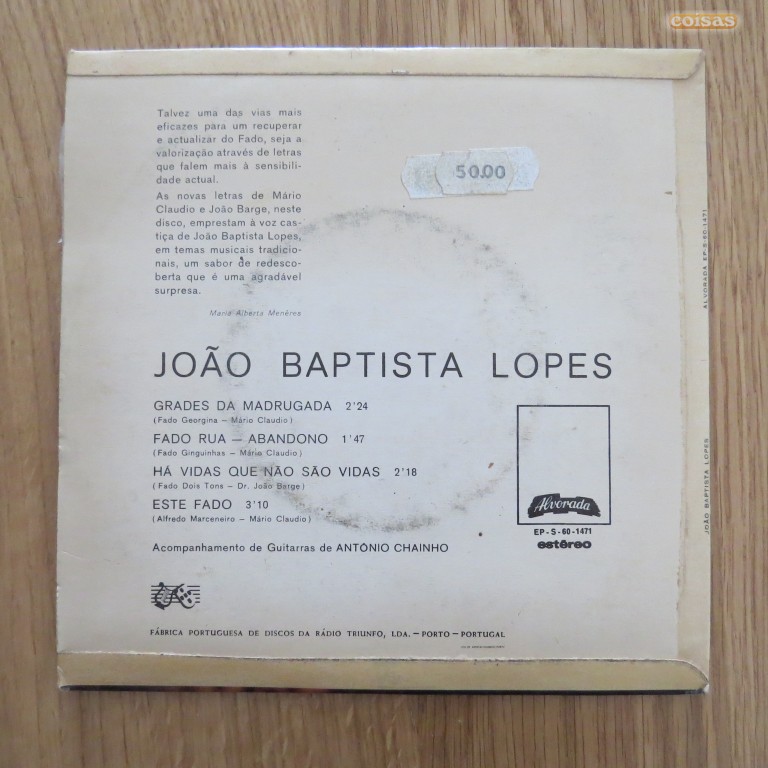 coisas
Talvez uma das vias mais
eficazes para um recuperar
e actualizar do Fado, seja a
valorização através de letras
que falem mais à sensibili-
dade actual.
As novas letras de Mário
Claudio e João Barge, neste
disco, emprestam à voz cas-
tiça de João Baptista Lopes,
em temas musicais tradicio-
nais, um sabor de redesco-
berta que é uma agradável
surpresa.
Maria Alberta Menéres
50.00
JOÃO BAPTISTA LOPES
GRADES DA MADRUGADA 2'24
(Fado Georgina — Mário Claudio)
FADO RUA — ABANDONO 1'47
(Fado Ginguinhas — Mário Claudio)
HÁ VIDAS QUE NÃO SÃO VIDAS 2'18
(Fado Dois Tons — Dr. João Barge)
ESTE FADO 3'10
(Alfredo Marceneiro — Mário Claudio)
Acompanhamento de Guitarras de ANTÓNIO CHAINHO
Alvorada
EP-S-60-1471
estéreo
FÁBRICA PORTUGUESA DE DISCOS DA RÁDIO TRIUNFO, LDA. — PORTO — PORTUGAL
ALVORADA EP-S-60-1471
JOÃO BAPTISTA LOPES